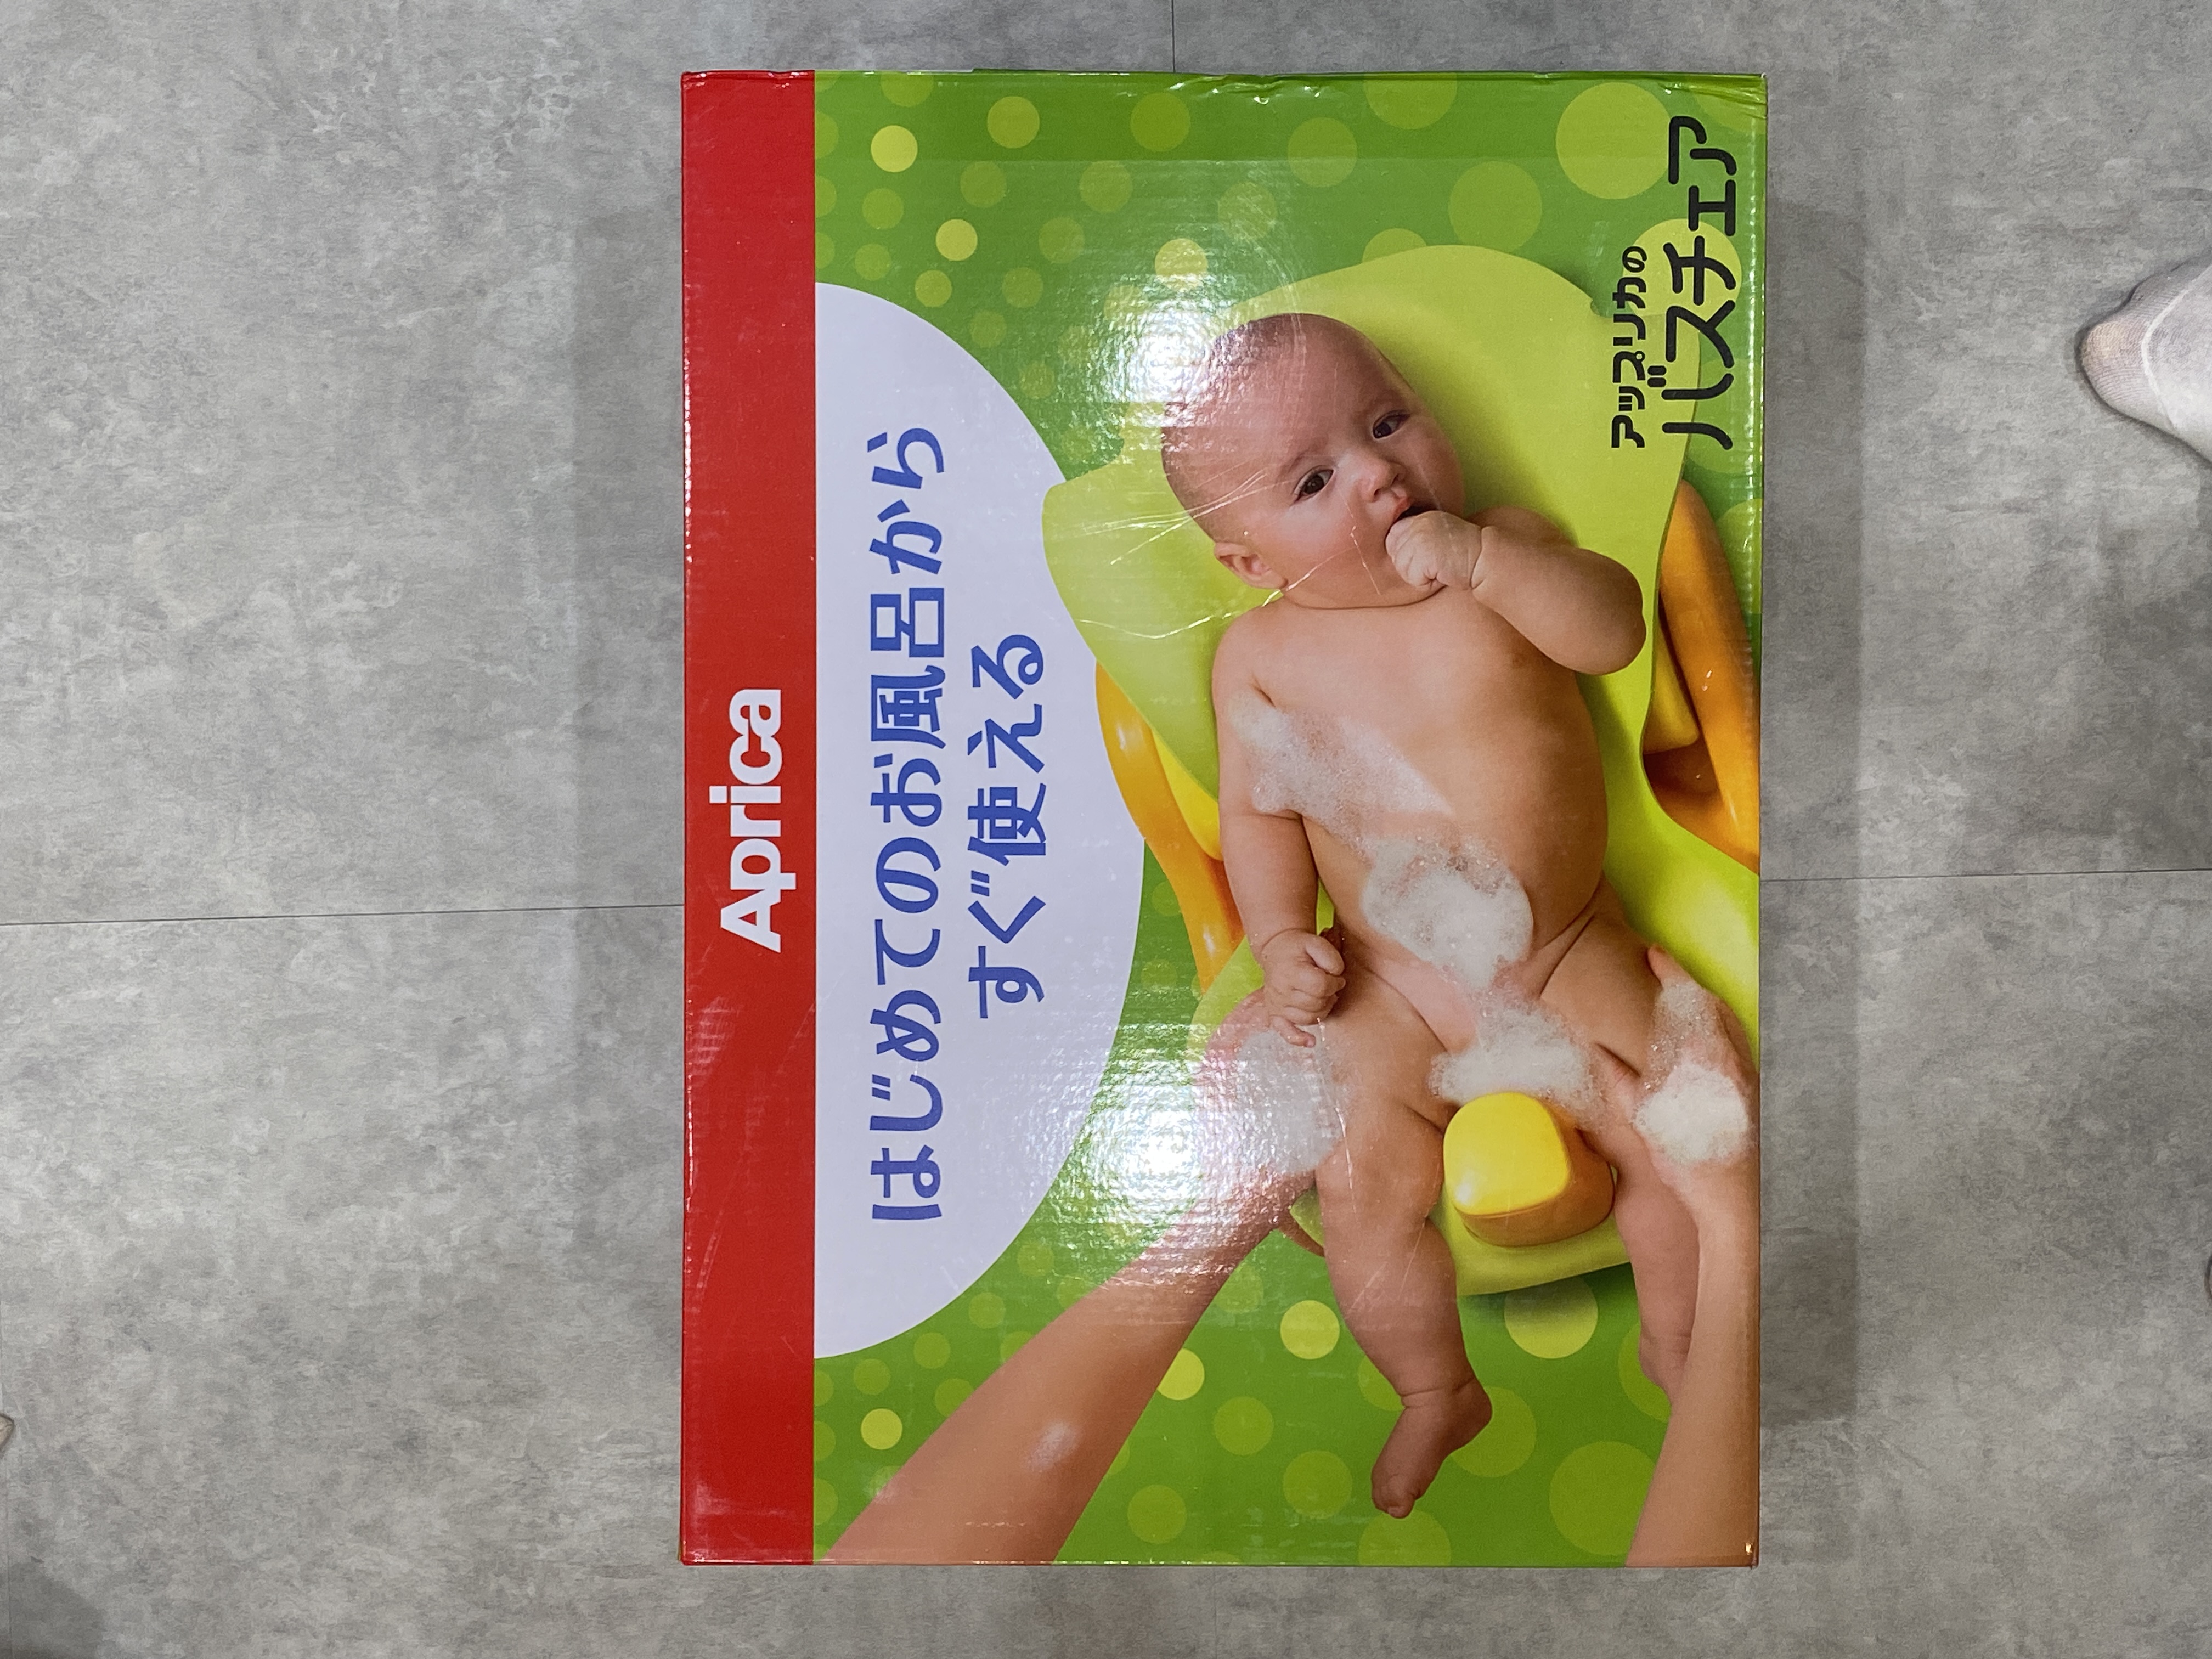 Aprica
はじめてのお風呂から
すぐ使える
アップリカの
バスチェア